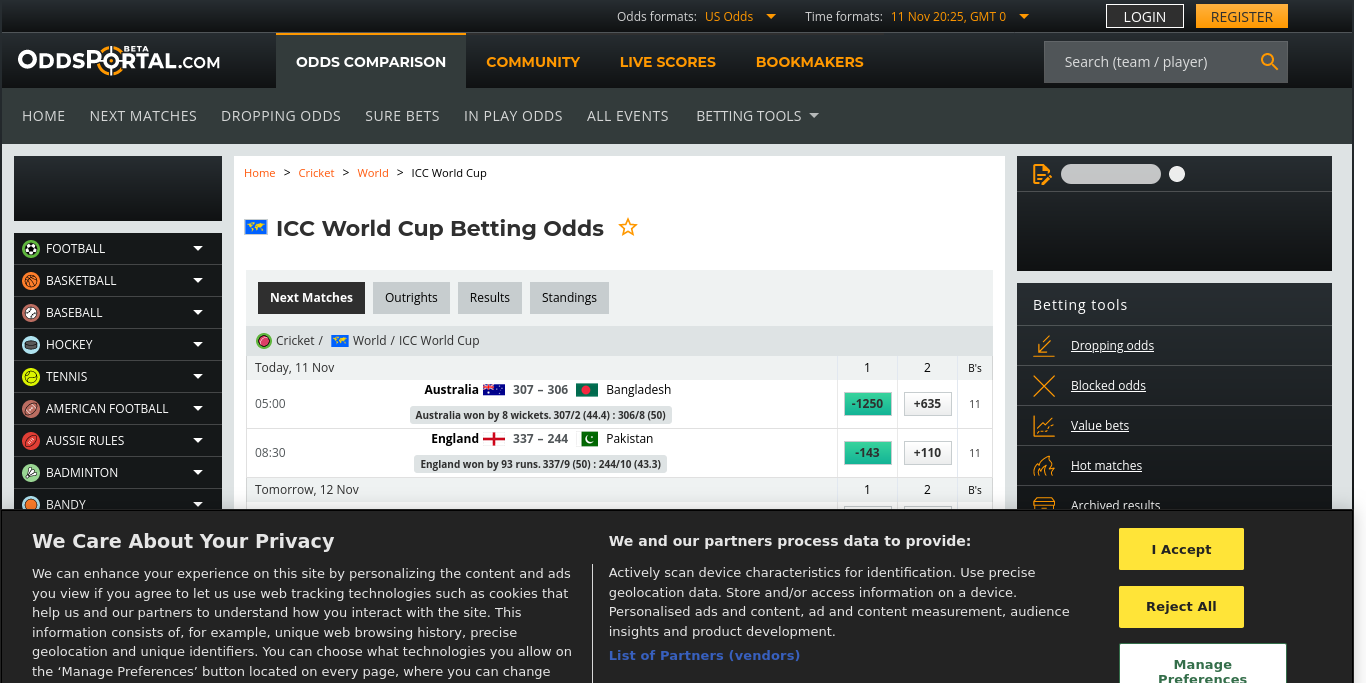 Odds formats: US Odds Time formats: 11 Nov 20:25, GMT 0 LOGIN REGISTER
ODDSPORTAL.COM BETA ODDS COMPARISON COMMUNITY LIVE SCORES BOOKMAKERS Search (team / player)
HOME NEXT MATCHES DROPPING ODDS SURE BETS IN PLAY ODDS ALL EVENTS BETTING TOOLS
Home > Cricket > World > ICC World Cup
ICC World Cup Betting Odds
FOOTBALL
BASKETBALL
BASEBALL
HOCKEY
TENNIS
AMERICAN FOOTBALL
AUSSIE RULES
BADMINTON
BANDY
Next Matches Outrights Results Standings
Cricket / World / ICC World Cup
Today, 11 Nov 1 2 B's
Australia 307 – 306 Bangladesh
05:00 -1250 +635 11
Australia won by 8 wickets. 307/2 (44.4) : 306/8 (50)
England 337 – 244 Pakistan
08:30 -143 +110 11
England won by 93 runs. 337/9 (50) : 244/10 (43.3)
Tomorrow, 12 Nov 1 2 B's
Betting tools
Dropping odds
Blocked odds
Value bets
Hot matches
Archived results
We Care About Your Privacy
We can enhance your experience on this site by personalizing the content and ads
you view if you agree to let us use web tracking technologies such as cookies that
help us and our partners to understand how you interact with the site. This
information consists of, for example, unique web browsing history, precise
geolocation and unique identifiers. You can choose what technologies you allow on
the ‘Manage Preferences’ button located on every page, where you can change
We and our partners process data to provide:
Actively scan device characteristics for identification. Use precise
geolocation data. Store and/or access information on a device.
Personalised ads and content, ad and content measurement, audience
insights and product development.
List of Partners (vendors)
I Accept
Reject All
Manage
Preferences